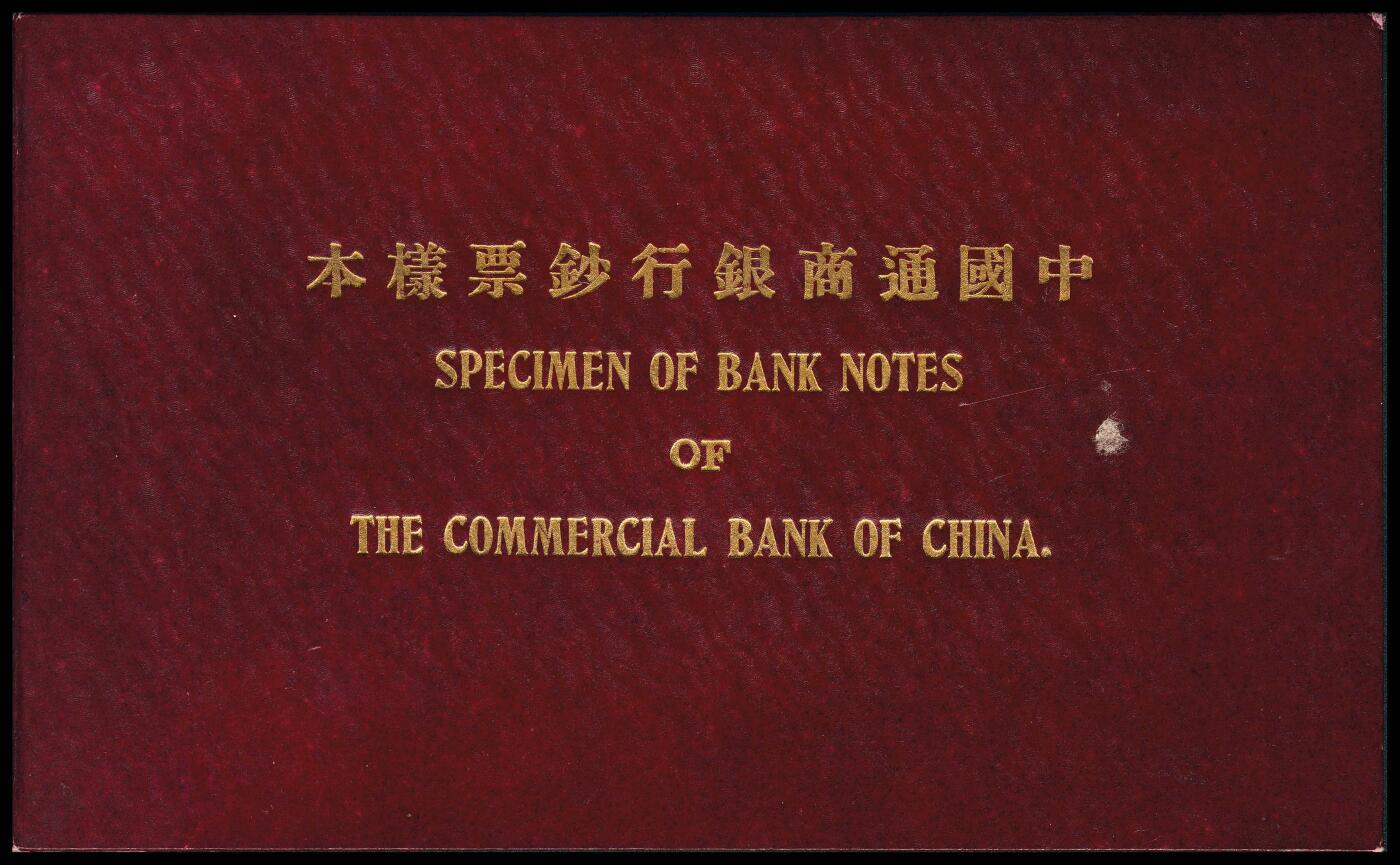 中國通商銀行鈔票樣本
SPECIMEN OF BANK NOTES
OF
THE COMMERCIAL BANK OF CHINA.